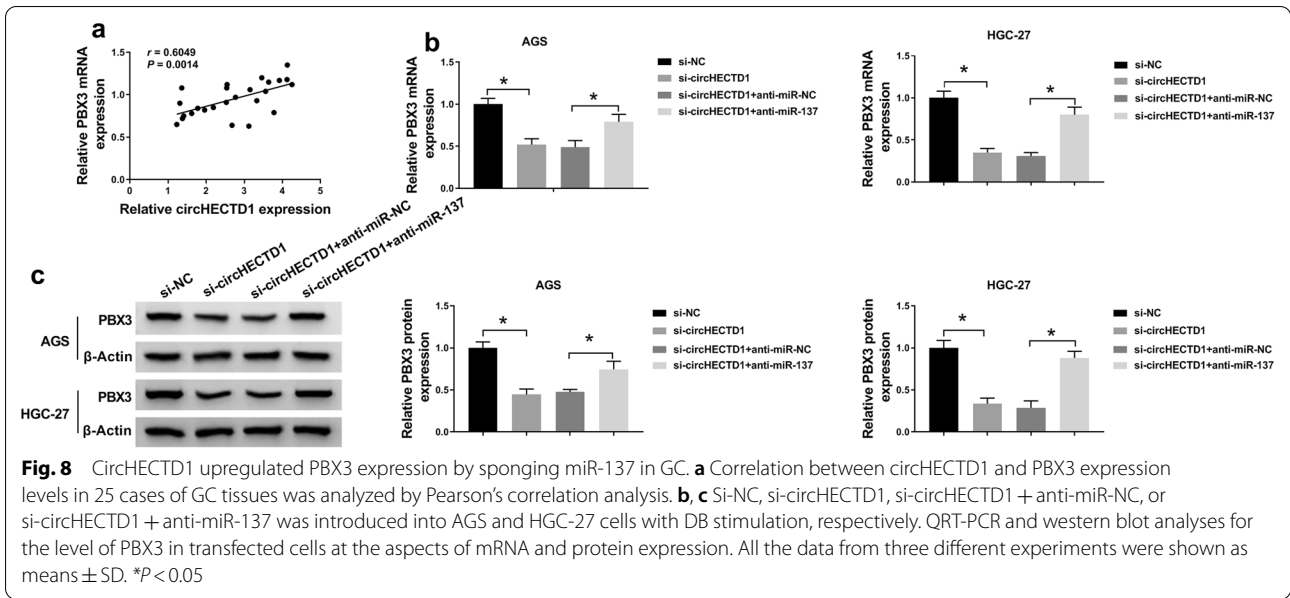 a
r = 0.6049
P = 0.0014
Relative PBX3 mRNA
expression
1.5
1.0
0.5
0.0
0 1 2 3 4 5
Relative circHECTD1 expression
b
AGS
Relative PBX3 mRNA
expression
1.5
1.0
0.5
0.0
*
*
si-NC
si-circHECTD1
si-circHECTD1+anti-miR-NC
si-circHECTD1+anti-miR-137
HGC-27
Relative PBX3 mRNA
expression
1.5
1.0
0.5
0.0
*
*
si-NC
si-circHECTD1
si-circHECTD1+anti-miR-NC
si-circHECTD1+anti-miR-137
c
si-NC
si-circHECTD1
si-circHECTD1+anti-miR-NC
si-circHECTD1+anti-miR-137
AGS
PBX3
β-Actin
HGC-27
PBX3
β-Actin
AGS
Relative PBX3 protein
expression
1.5
1.0
0.5
0.0
*
*
si-NC
si-circHECTD1
si-circHECTD1+anti-miR-NC
si-circHECTD1+anti-miR-137
HGC-27
Relative PBX3 protein
expression
1.5
1.0
0.5
0.0
*
*
si-NC
si-circHECTD1
si-circHECTD1+anti-miR-NC
si-circHECTD1+anti-miR-137
Fig. 8 CircHECTD1 upregulated PBX3 expression by sponging miR-137 in GC. a Correlation between circHECTD1 and PBX3 expression
levels in 25 cases of GC tissues was analyzed by Pearson's correlation analysis. b, c Si-NC, si-circHECTD1, si-circHECTD1 + anti-miR-NC, or
si-circHECTD1 + anti-miR-137 was introduced into AGS and HGC-27 cells with DB stimulation, respectively. QRT-PCR and western blot analyses for
the level of PBX3 in transfected cells at the aspects of mRNA and protein expression. All the data from three different experiments were shown as
means ± SD. *P < 0.05